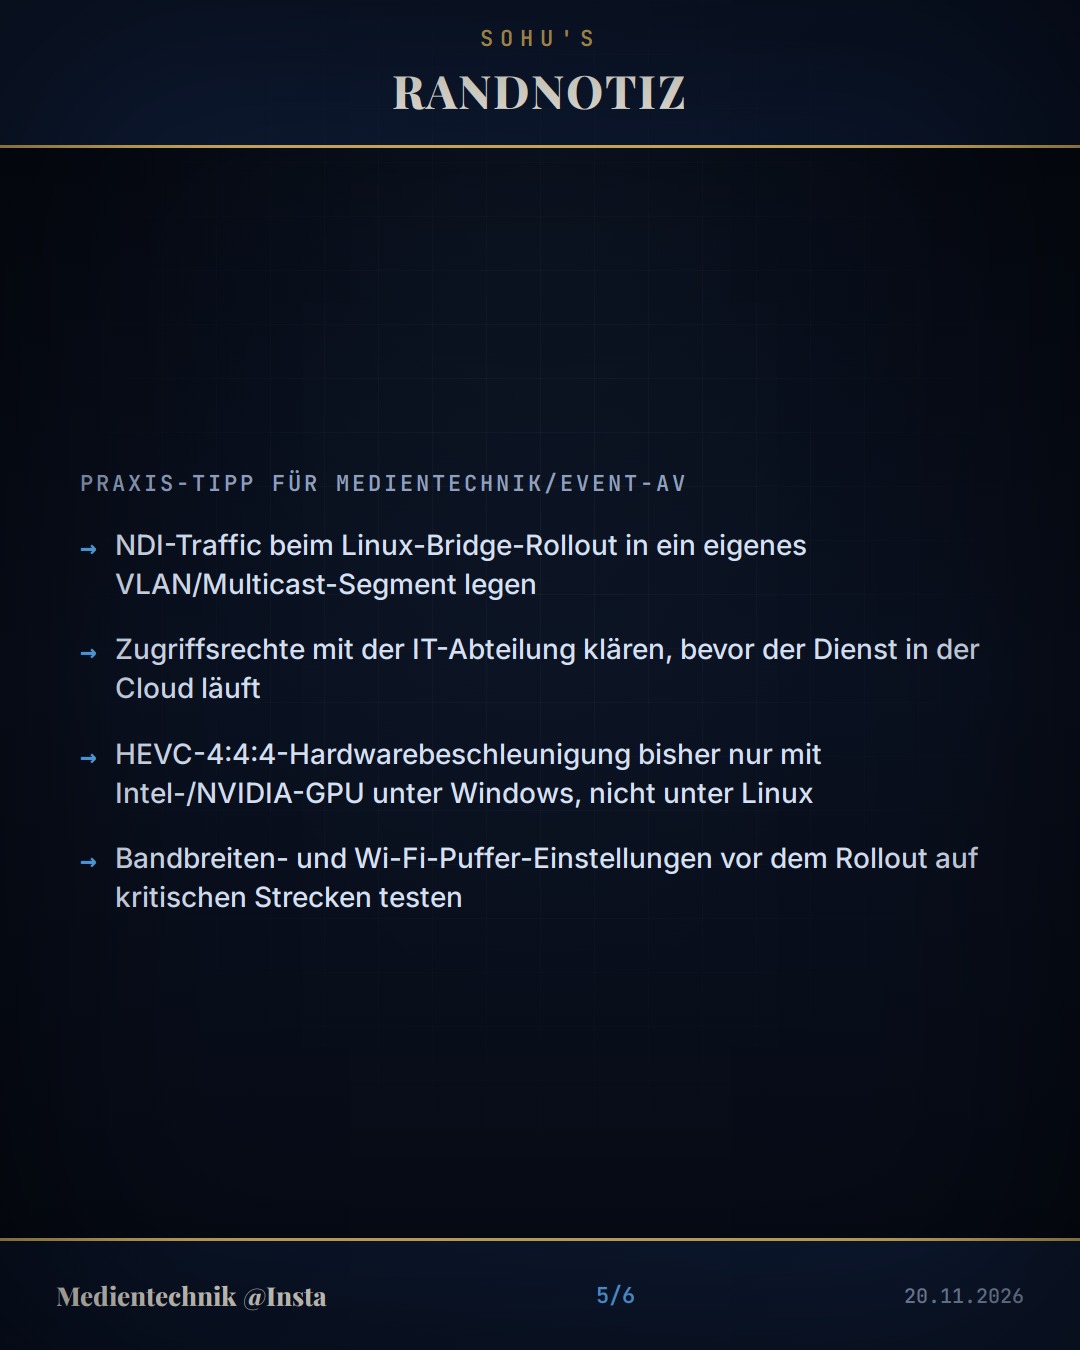 SOHU'S
RANDNOTIZ
PRAXIS-TIPP FÜR MEDIENTECHNIK/EVENT-AV
→ NDI-Traffic beim Linux-Bridge-Rollout in ein eigenes
VLAN/Multicast-Segment legen
→ Zugriffsrechte mit der IT-Abteilung klären, bevor der Dienst in der
Cloud läuft
→ HEVC-4:4:4-Hardwarebeschleunigung bisher nur mit
Intel-/NVIDIA-GPU unter Windows, nicht unter Linux
→ Bandbreiten- und Wi-Fi-Puffer-Einstellungen vor dem Rollout auf
kritischen Strecken testen
Medientechnik @Insta
5/6
20.11.2026